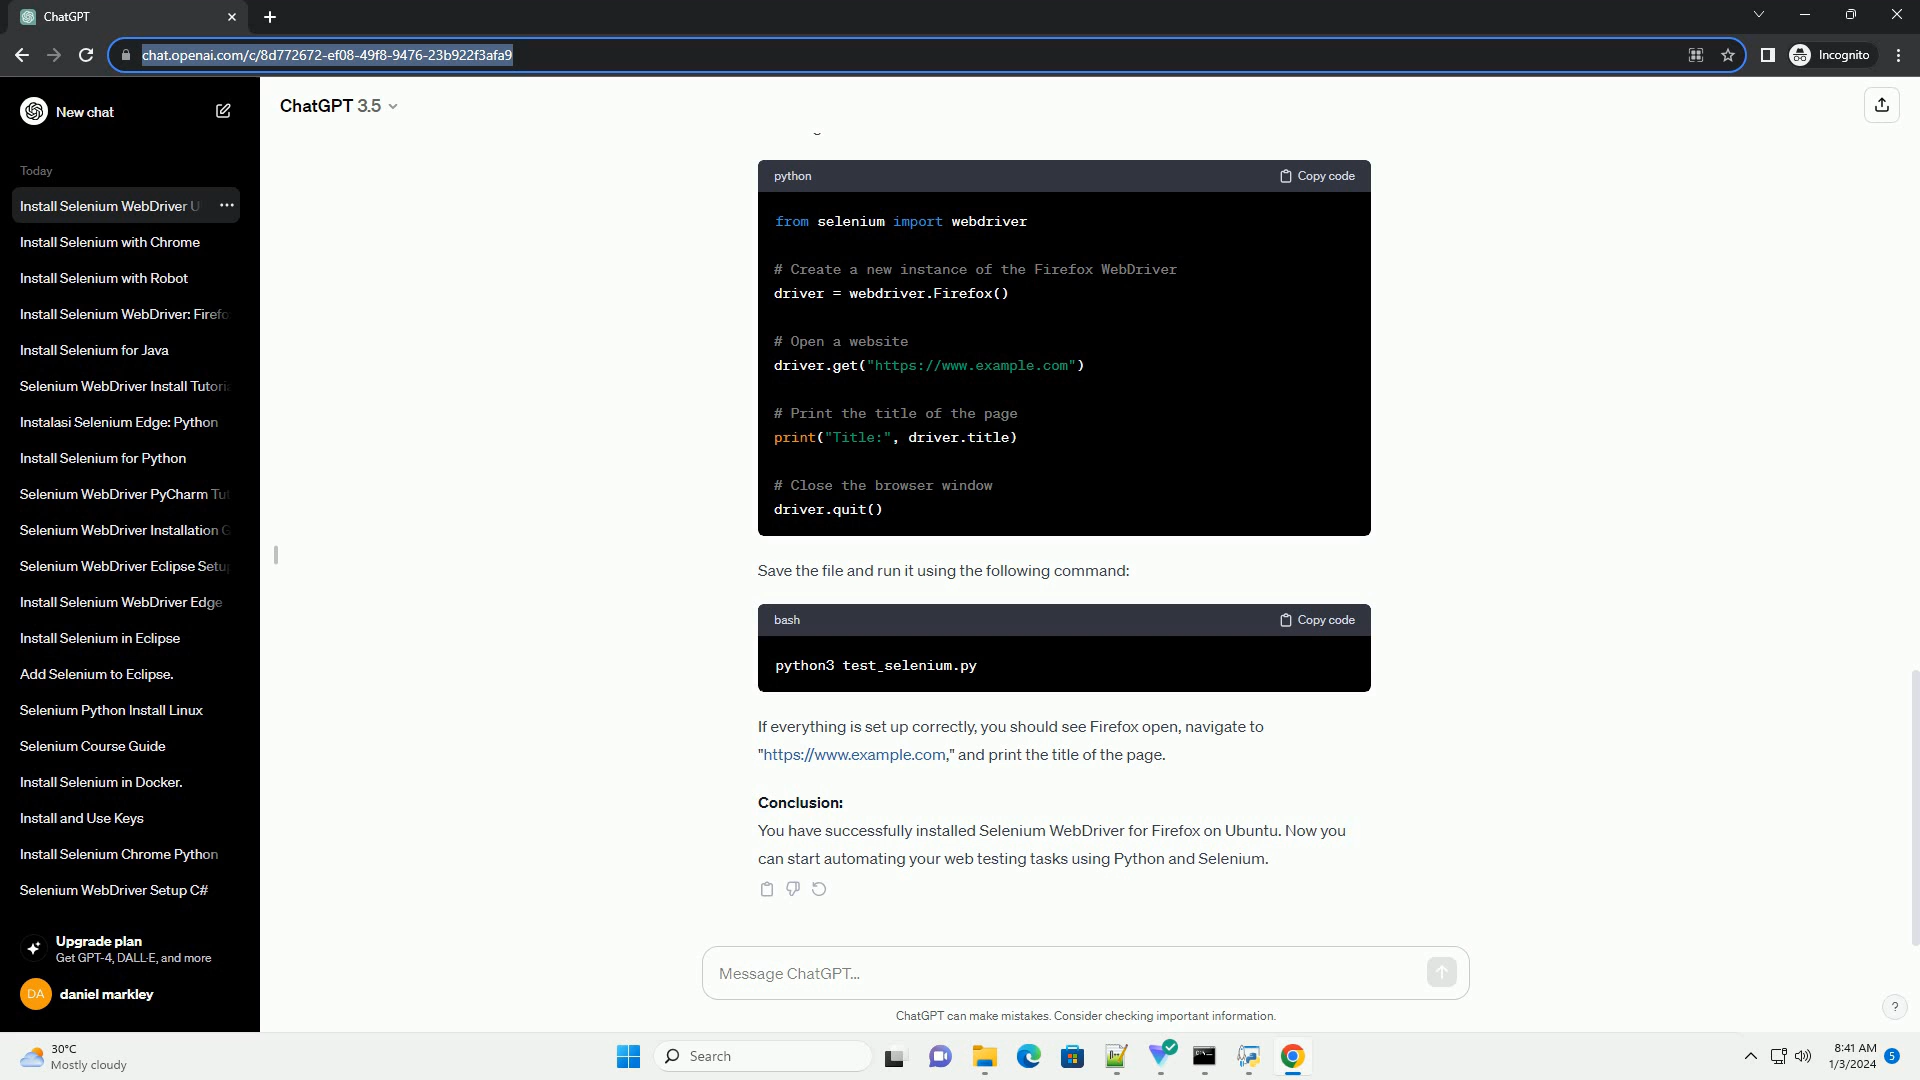 ChatGPT
chat.openai.com/c/8d772672-ef08-49f8-9476-23b922f3afa9
Incognito
New chat
ChatGPT 3.5
Today
Install Selenium WebDriver U
Install Selenium with Chrome
Install Selenium with Robot
Install Selenium WebDriver: Firefo
Install Selenium for Java
Selenium WebDriver Install Tutoria
Instalasi Selenium Edge: Python
Install Selenium for Python
Selenium WebDriver PyCharm Tut
Selenium WebDriver Installation G
Selenium WebDriver Eclipse Setup
Install Selenium WebDriver Edge
Install Selenium in Eclipse
Add Selenium to Eclipse.
Selenium Python Install Linux
Selenium Course Guide
Install Selenium in Docker.
Install and Use Keys
Install Selenium Chrome Python
Selenium WebDriver Setup C#
Upgrade plan
Get GPT-4, DALL·E, and more
DA daniel markley
python Copy code
from selenium import webdriver
# Create a new instance of the Firefox WebDriver
driver = webdriver.Firefox()
# Open a website
driver.get("https://www.example.com")
# Print the title of the page
print("Title:", driver.title)
# Close the browser window
driver.quit()
Save the file and run it using the following command:
bash Copy code
python3 test_selenium.py
If everything is set up correctly, you should see Firefox open, navigate to
"https://www.example.com," and print the title of the page.
Conclusion:
You have successfully installed Selenium WebDriver for Firefox on Ubuntu. Now you
can start automating your web testing tasks using Python and Selenium.
Message ChatGPT...
ChatGPT can make mistakes. Consider checking important information.
?
30°C
Mostly cloudy
Search
8:41 AM
1/3/2024
5